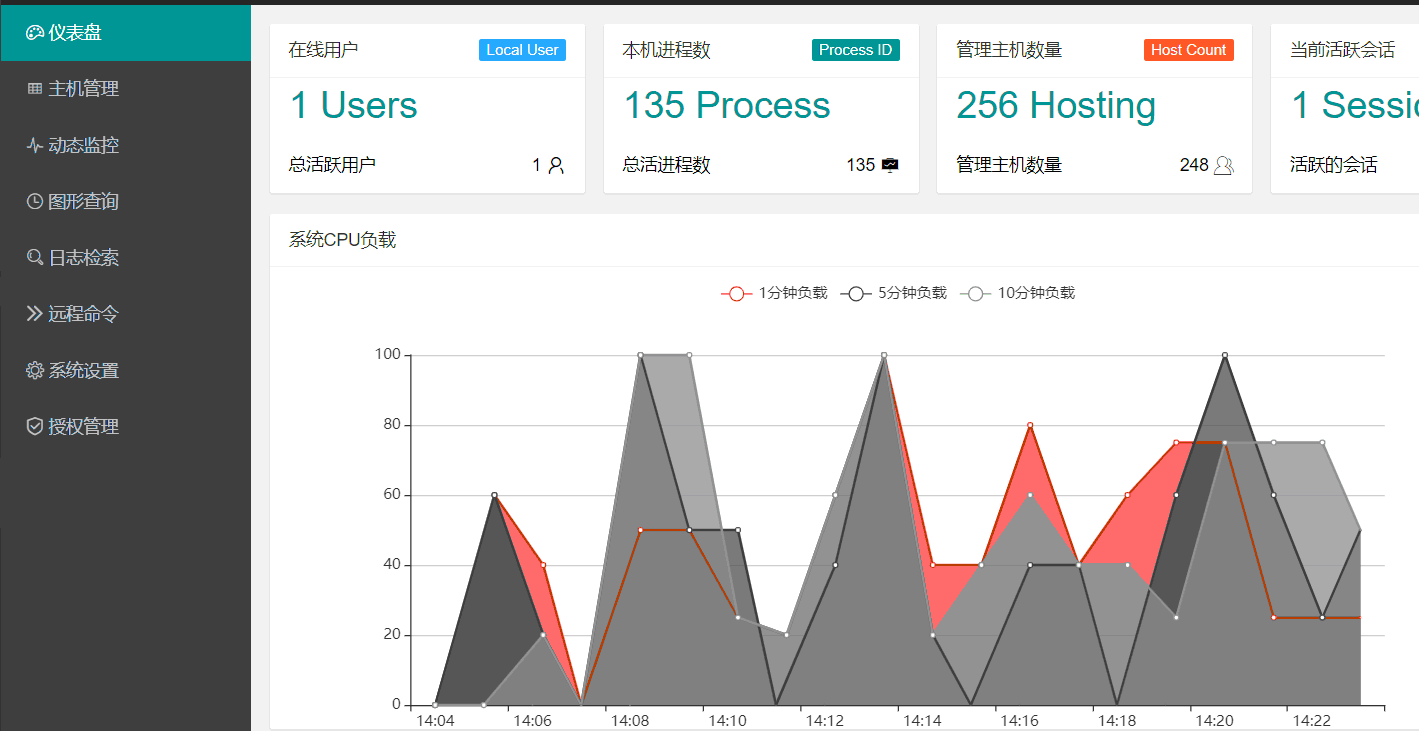 仪表盘
主机管理
动态监控
图形查询
日志检索
远程命令
系统设置
授权管理
在线用户 Local User
1 Users
总活跃用户 1
本机进程数 Process ID
135 Process
总活进程数 135
管理主机数量 Host Count
256 Hosting
管理主机数量 248
当前活跃会话
1 Sessio
活跃的会话
系统CPU负载
1分钟负载 5分钟负载 10分钟负载
100
80
60
40
20
0
14:04 14:06 14:08 14:10 14:12 14:14 14:16 14:18 14:20 14:22